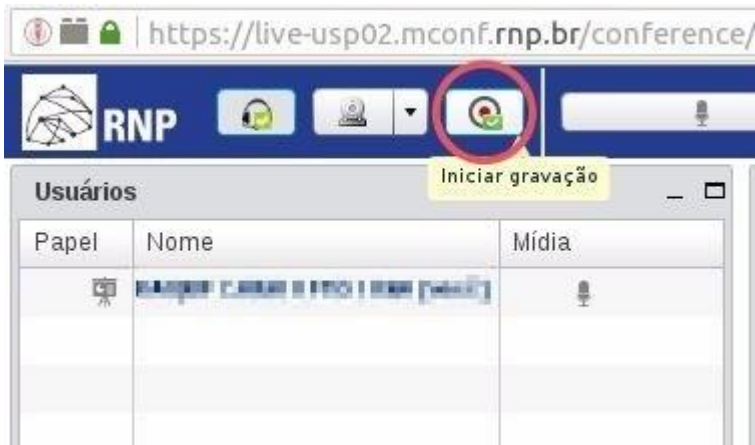 https://live-usp02.mconf.rnp.br/conference/
RNP
Iniciar gravação
Usuários
Papel Nome Mídia